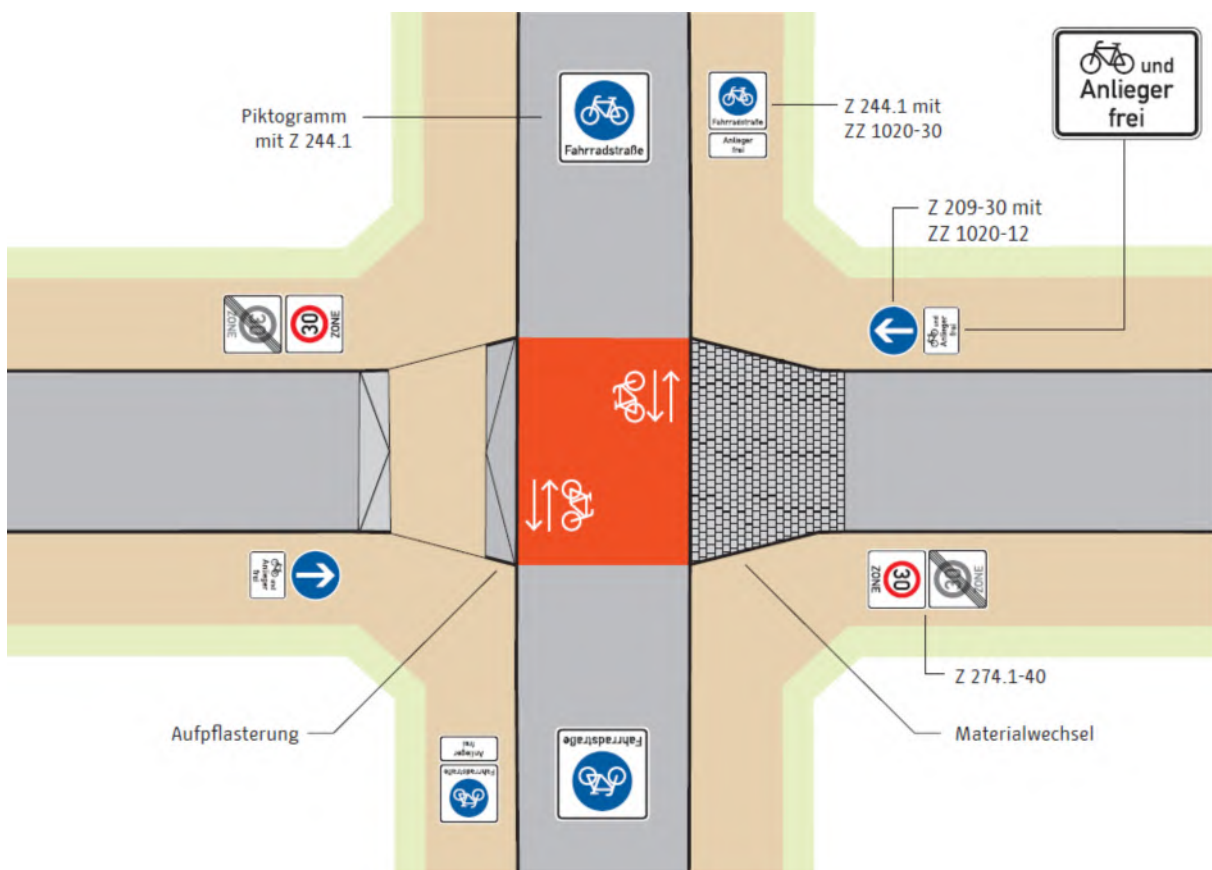 Piktogramm
mit Z 244.1
Fahrradstraße
Fahrradstraße
Anlieger
frei
Z 244.1 mit
ZZ 1020-30
und
Anlieger
frei
Z 209-30 mit
ZZ 1020-12
30
ZONE
30
ZONE
und
Anlieger
frei
und
Anlieger
frei
30
ZONE
30
ZONE
Z 274.1-40
Aufpflasterung
Materialwechsel
Anlieger
frei
Fahrradstraße
Fahrradstraße